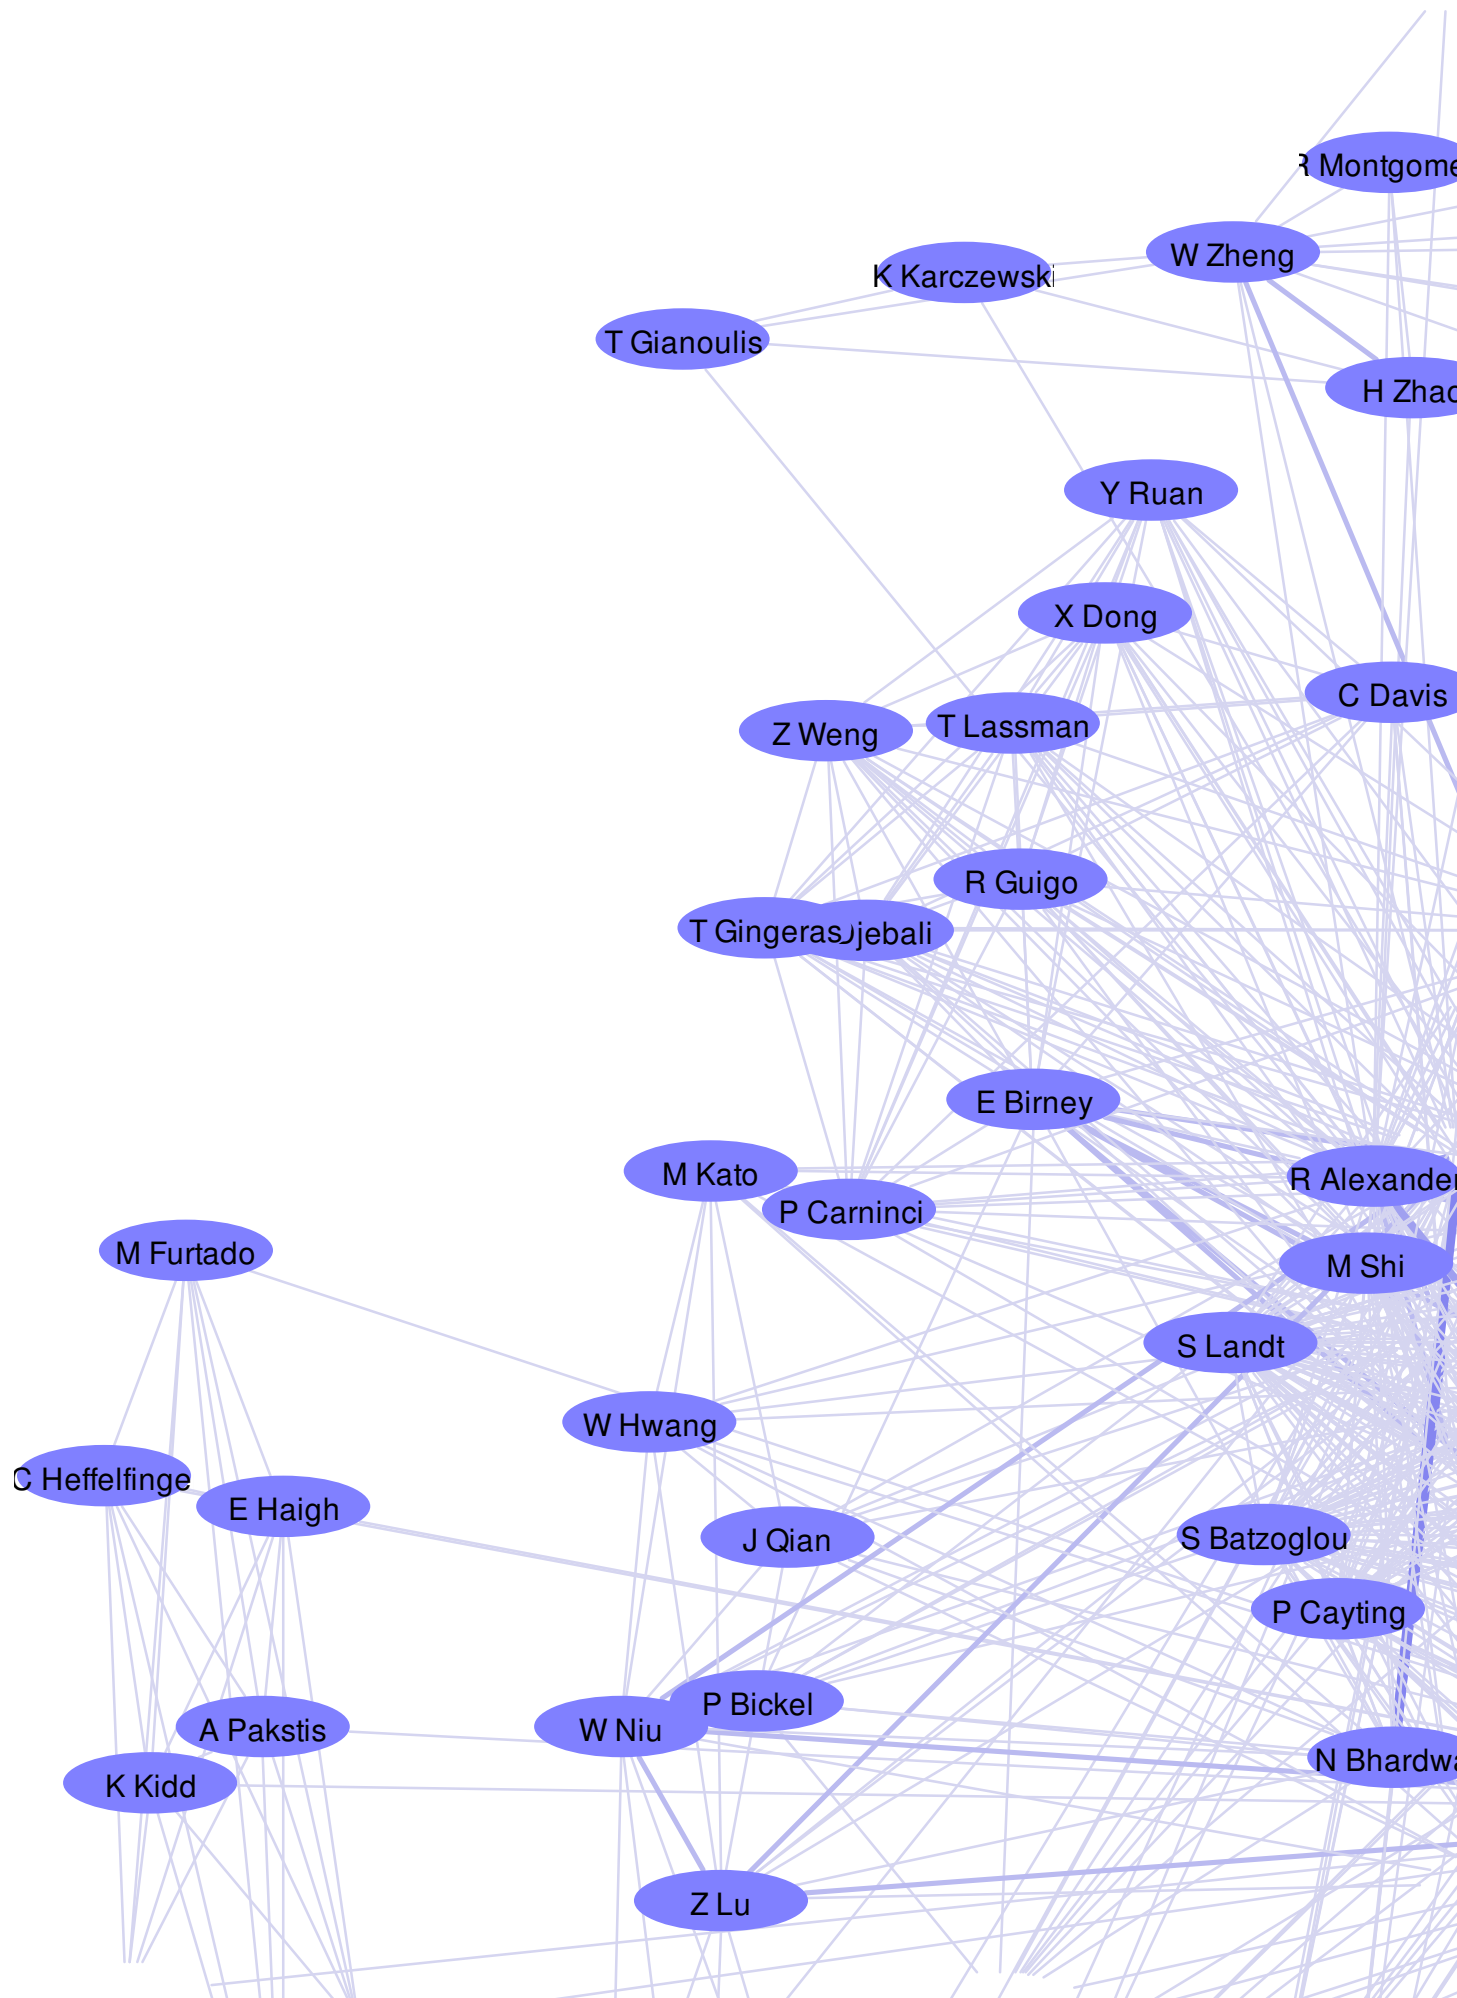 R Montgome
W Zheng
K Karczewski
T Gianoulis
H Zhao
Y Ruan
X Dong
C Davis
Z Weng
T Lassman
R Guigo
T Gingeras
Djebali
E Birney
M Kato
R Alexander
P Carninci
M Furtado
M Shi
S Landt
W Hwang
C Heffelfinge
E Haigh
J Qian
S Batzoglou
P Cayting
P Bickel
A Pakstis
W Niu
N Bhardwa
K Kidd
Z Lu